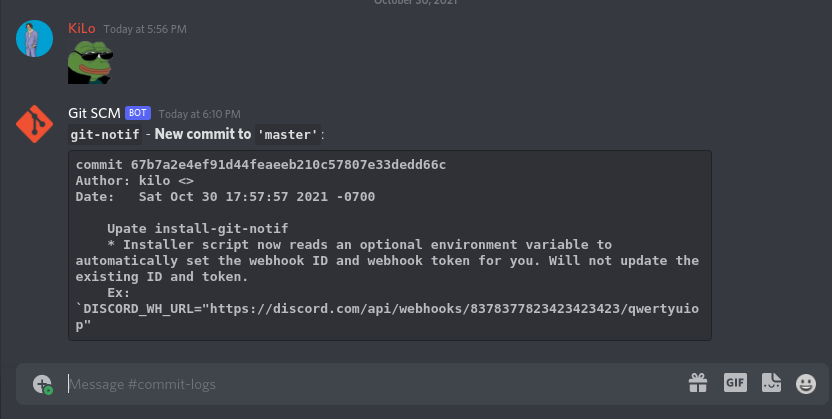 October 30, 2021
KiLo Today at 5:56 PM
Git SCM BOT Today at 6:10 PM
git-notif - New commit to 'master':
commit 67b7a2e4ef91d44feaeeb210c57807e33dedd66c
Author: kilo <>
Date:   Sat Oct 30 17:57:57 2021 -0700
Upate install-git-notif
* Installer script now reads an optional environment variable to
automatically set the webhook ID and webhook token for you. Will not update the
existing ID and token.
Ex:
`DISCORD_WH_URL="https://discord.com/api/webhooks/8378377823423423423/qwertyuio
p"
Message #commit-logs
GIF